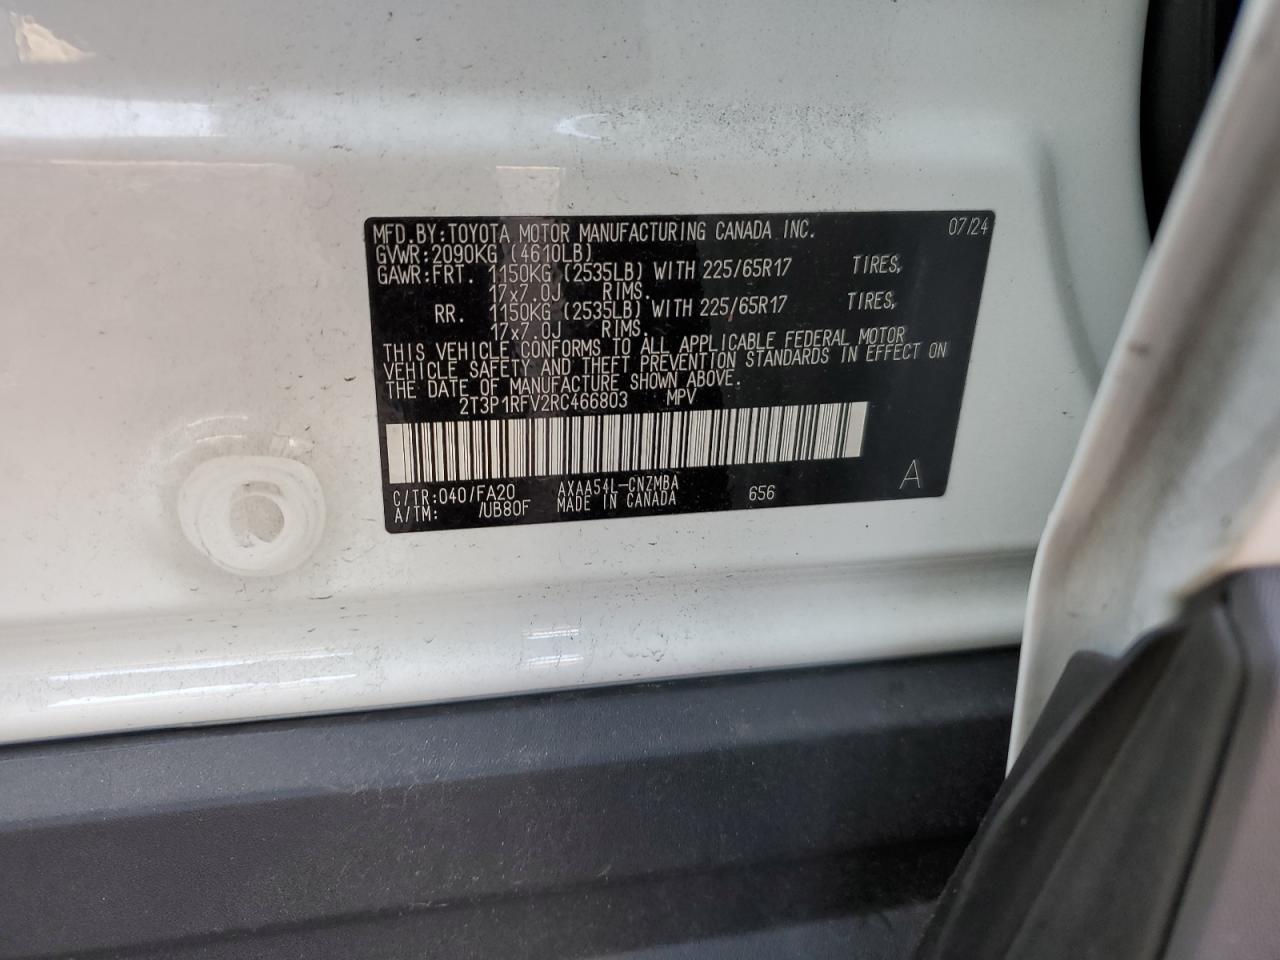 MFD.BY:TOYOTA MOTOR MANUFACTURING CANADA INC. 07/24
GVWR:2090KG (4610LB)
GAWR:FRT. 1150KG (2535LB) WITH 225/65R17 TIRES,
17x7.0J RIMS.
RR. 1150KG (2535LB) WITH 225/65R17 TIRES,
17x7.0J RIMS.
THIS VEHICLE CONFORMS TO ALL APPLICABLE FEDERAL MOTOR
VEHICLE SAFETY AND THEFT PREVENTION STANDARDS IN EFFECT ON
THE DATE OF MANUFACTURE SHOWN ABOVE.
2T3P1RFV2RC466803 MPV
C/TR:040/FA20 AXAA54L-CNZMBA 656 A
A/TM: /UB80F MADE IN CANADA